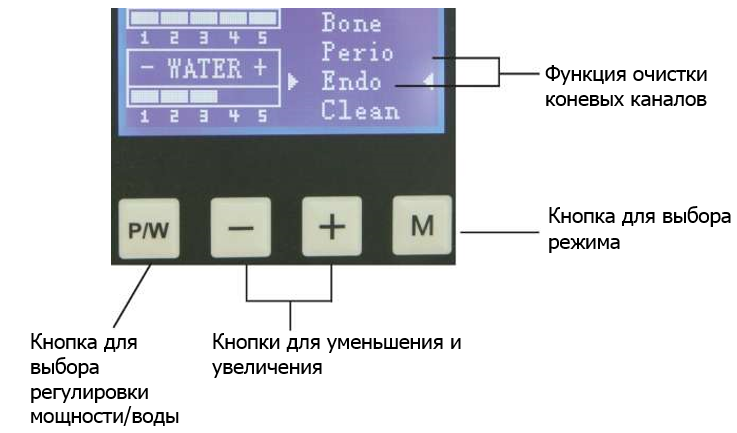 1 2 3 4 5
- WATER +
1 2 3 4 5
Bone
Perio
Endo
Clean
Функция очистки
коневых каналов
P/W
−
+
M
Кнопка для выбора
режима
Кнопка для
выбора
регулировки
мощности/воды
Кнопки для уменьшения и
увеличения